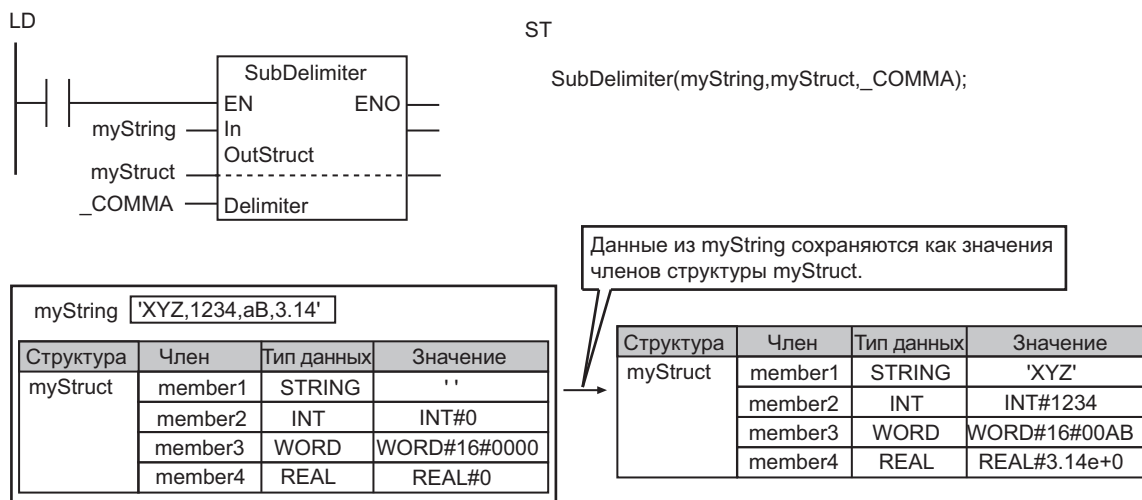 LD
ST
SubDelimiter
SubDelimiter(myString,myStruct,_COMMA);
EN ENO
myString In
OutStruct
myStruct
_COMMA Delimiter
Данные из myString сохраняются как значения
членов структуры myStruct.
myString 'XYZ,1234,aB,3.14'
Структура Член Тип данных Значение
myStruct member1 STRING ' '
member2 INT INT#0
member3 WORD WORD#16#0000
member4 REAL REAL#0
Структура Член Тип данных Значение
myStruct member1 STRING 'XYZ'
member2 INT INT#1234
member3 WORD WORD#16#00AB
member4 REAL REAL#3.14e+0